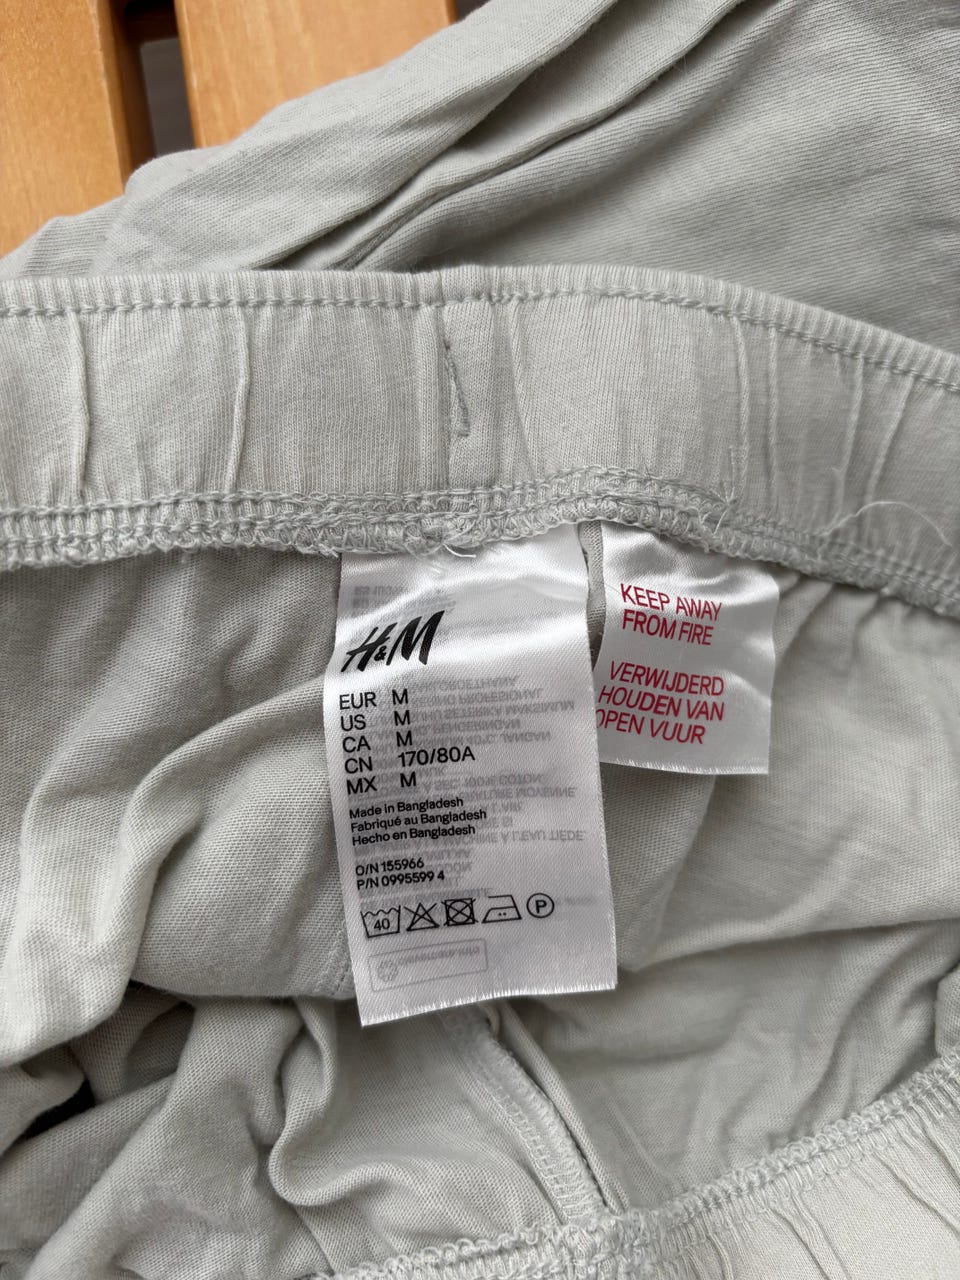 H&M
EUR M
US M
CA M
CN 170/80A
MX M
Made in Bangladesh
Fabriqué au Bangladesh
Hecho en Bangladesh
O/N 155966
P/N 0995599 4
40
P
KEEP AWAY
FROM FIRE
VERWIJDERD
HOUDEN VAN
OPEN VUUR